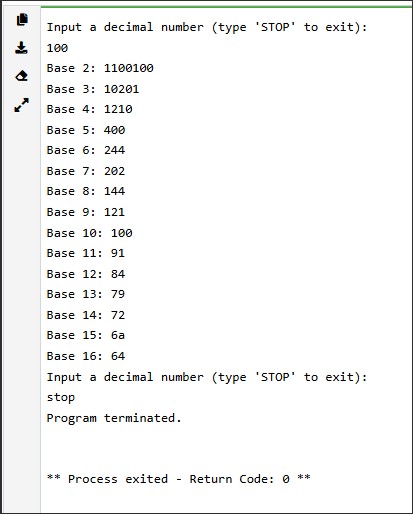 Input a decimal number (type 'STOP' to exit):
100
Base 2: 1100100
Base 3: 10201
Base 4: 1210
Base 5: 400
Base 6: 244
Base 7: 202
Base 8: 144
Base 9: 121
Base 10: 100
Base 11: 91
Base 12: 84
Base 13: 79
Base 14: 72
Base 15: 6a
Base 16: 64
Input a decimal number (type 'STOP' to exit):
stop
Program terminated.
** Process exited - Return Code: 0 **